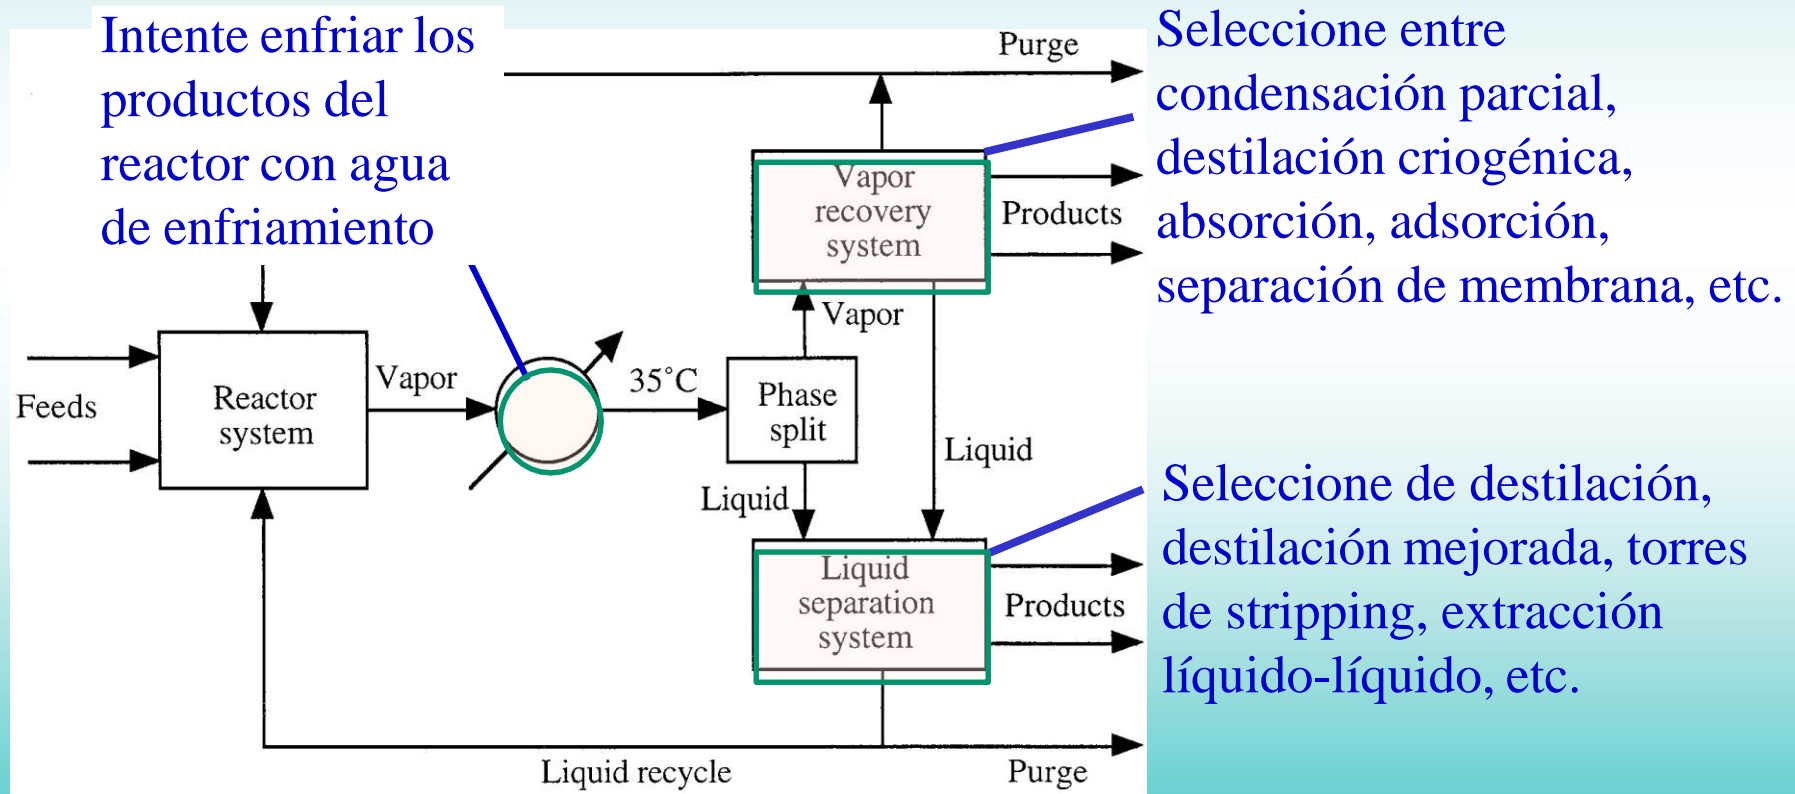 Intente enfriar los
productos del
reactor con agua
de enfriamiento
Purge
Seleccione entre
condensación parcial,
destilación criogénica,
absorción, adsorción,
separación de membrana, etc.
Vapor
recovery
system
Products
Vapor
Feeds
Reactor
system
Vapor
35°C
Phase
split
Liquid
Liquid
Liquid
separation
system
Products
Seleccione de destilación,
destilación mejorada, torres
de stripping, extracción
líquido-líquido, etc.
Liquid recycle
Purge